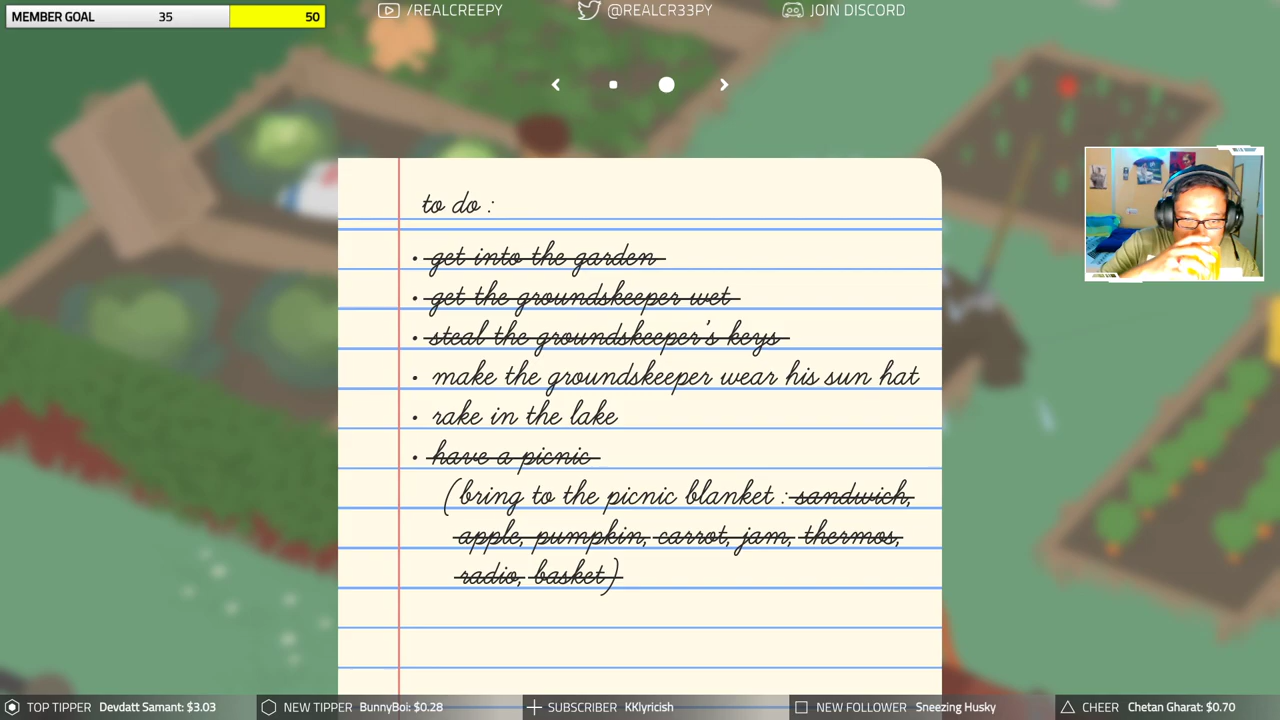 MEMBER GOAL 35 50
/REALCREEPY @REALCR33PY JOIN DISCORD
to do :
• get into the garden
• get the groundskeeper wet
• steal the groundskeeper's keys
• make the groundskeeper wear his sun hat
• rake in the lake
• have a picnic
(bring to the picnic blanket : sandwich,
apple, pumpkin, carrot, jam, thermos,
radio, basket)
TOP TIPPER Devdatt Samant: $3.03 NEW TIPPER BunnyBoi: $0.28 SUBSCRIBER KKlyricish NEW FOLLOWER Sneezing Husky CHEER Chetan Gharat: $0.70